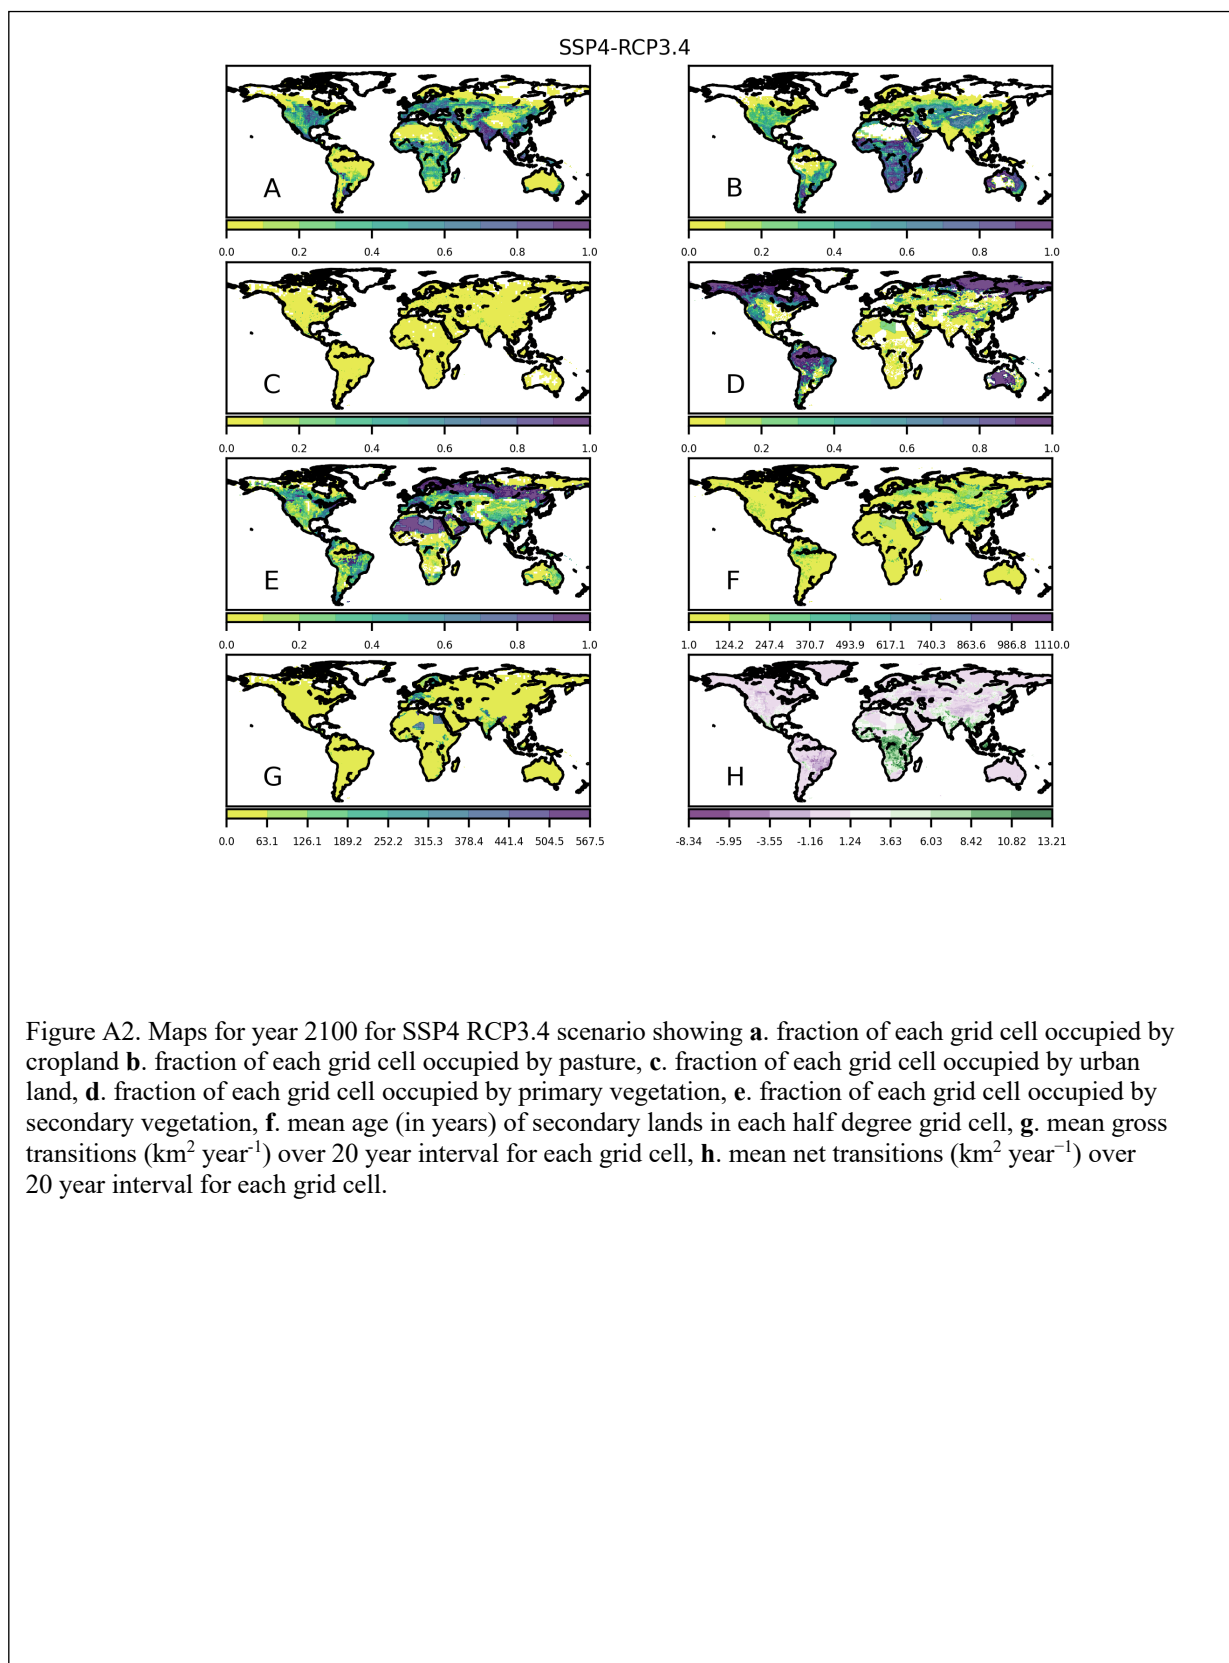 SSP4-RCP3.4
A
B
0.0 0.2 0.4 0.6 0.8 1.0
0.0 0.2 0.4 0.6 0.8 1.0
C
D
0.0 0.2 0.4 0.6 0.8 1.0
0.0 0.2 0.4 0.6 0.8 1.0
E
F
0.0 0.2 0.4 0.6 0.8 1.0
1.0 124.2 247.4 370.7 493.9 617.1 740.3 863.6 986.8 1110.0
G
H
0.0 63.1 126.1 189.2 252.2 315.3 378.4 441.4 504.5 567.5
-8.34 -5.95 -3.55 -1.16 1.24 3.63 6.03 8.42 10.82 13.21
Figure A2. Maps for year 2100 for SSP4 RCP3.4 scenario showing a. fraction of each grid cell occupied by
cropland b. fraction of each grid cell occupied by pasture, c. fraction of each grid cell occupied by urban
land, d. fraction of each grid cell occupied by primary vegetation, e. fraction of each grid cell occupied by
secondary vegetation, f. mean age (in years) of secondary lands in each half degree grid cell, g. mean gross
transitions (km² year⁻¹) over 20 year interval for each grid cell, h. mean net transitions (km² year⁻¹) over
20 year interval for each grid cell.